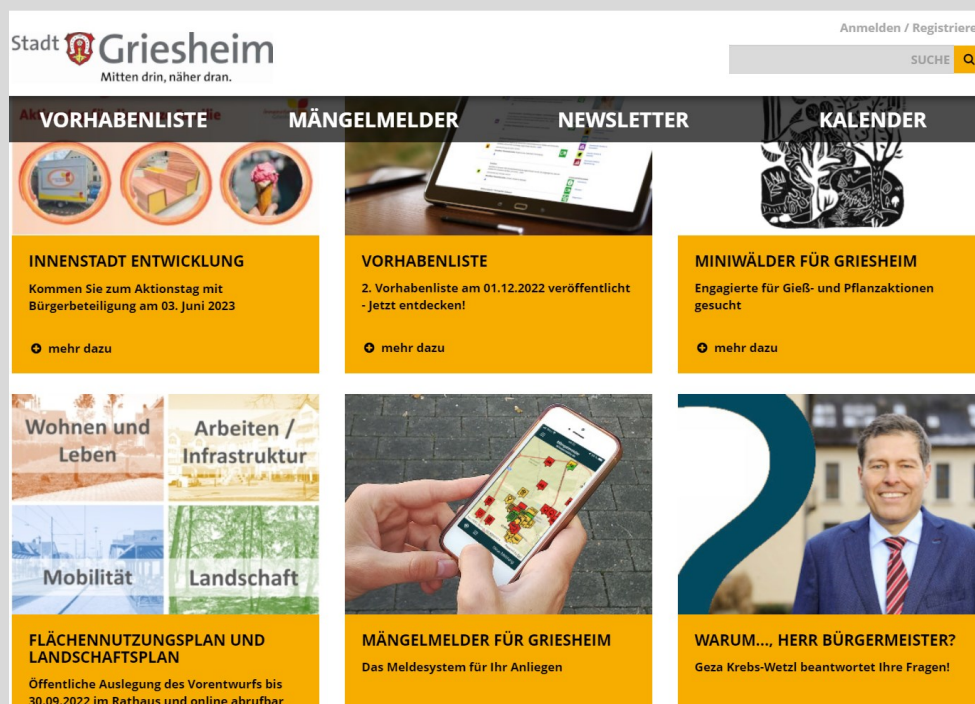 Stadt Griesheim
Mitten drin, näher dran.
Anmelden / Registriere
SUCHE
VORHABENLISTE MÄNGELMELDER NEWSLETTER KALENDER
INNENSTADT ENTWICKLUNG
Kommen Sie zum Aktionstag mit
Bürgerbeteiligung am 03. Juni 2023
mehr dazu
VORHABENLISTE
2. Vorhabenliste am 01.12.2022 veröffentlicht
- Jetzt entdecken!
mehr dazu
MINIWÄLDER FÜR GRIESHEIM
Engagierte für Gieß- und Pflanzaktionen
gesucht
mehr dazu
Wohnen und
Leben
Arbeiten /
Infrastruktur
Mobilität
Landschaft
FLÄCHENNUTZUNGSPLAN UND
LANDSCHAFTSPLAN
Öffentliche Auslegung des Vorentwurfs bis
30.09.2022 im Rathaus und online abrufbar
MÄNGELMELDER FÜR GRIESHEIM
Das Meldesystem für Ihr Anliegen
WARUM..., HERR BÜRGERMEISTER?
Geza Krebs-Wetzl beantwortet Ihre Fragen!